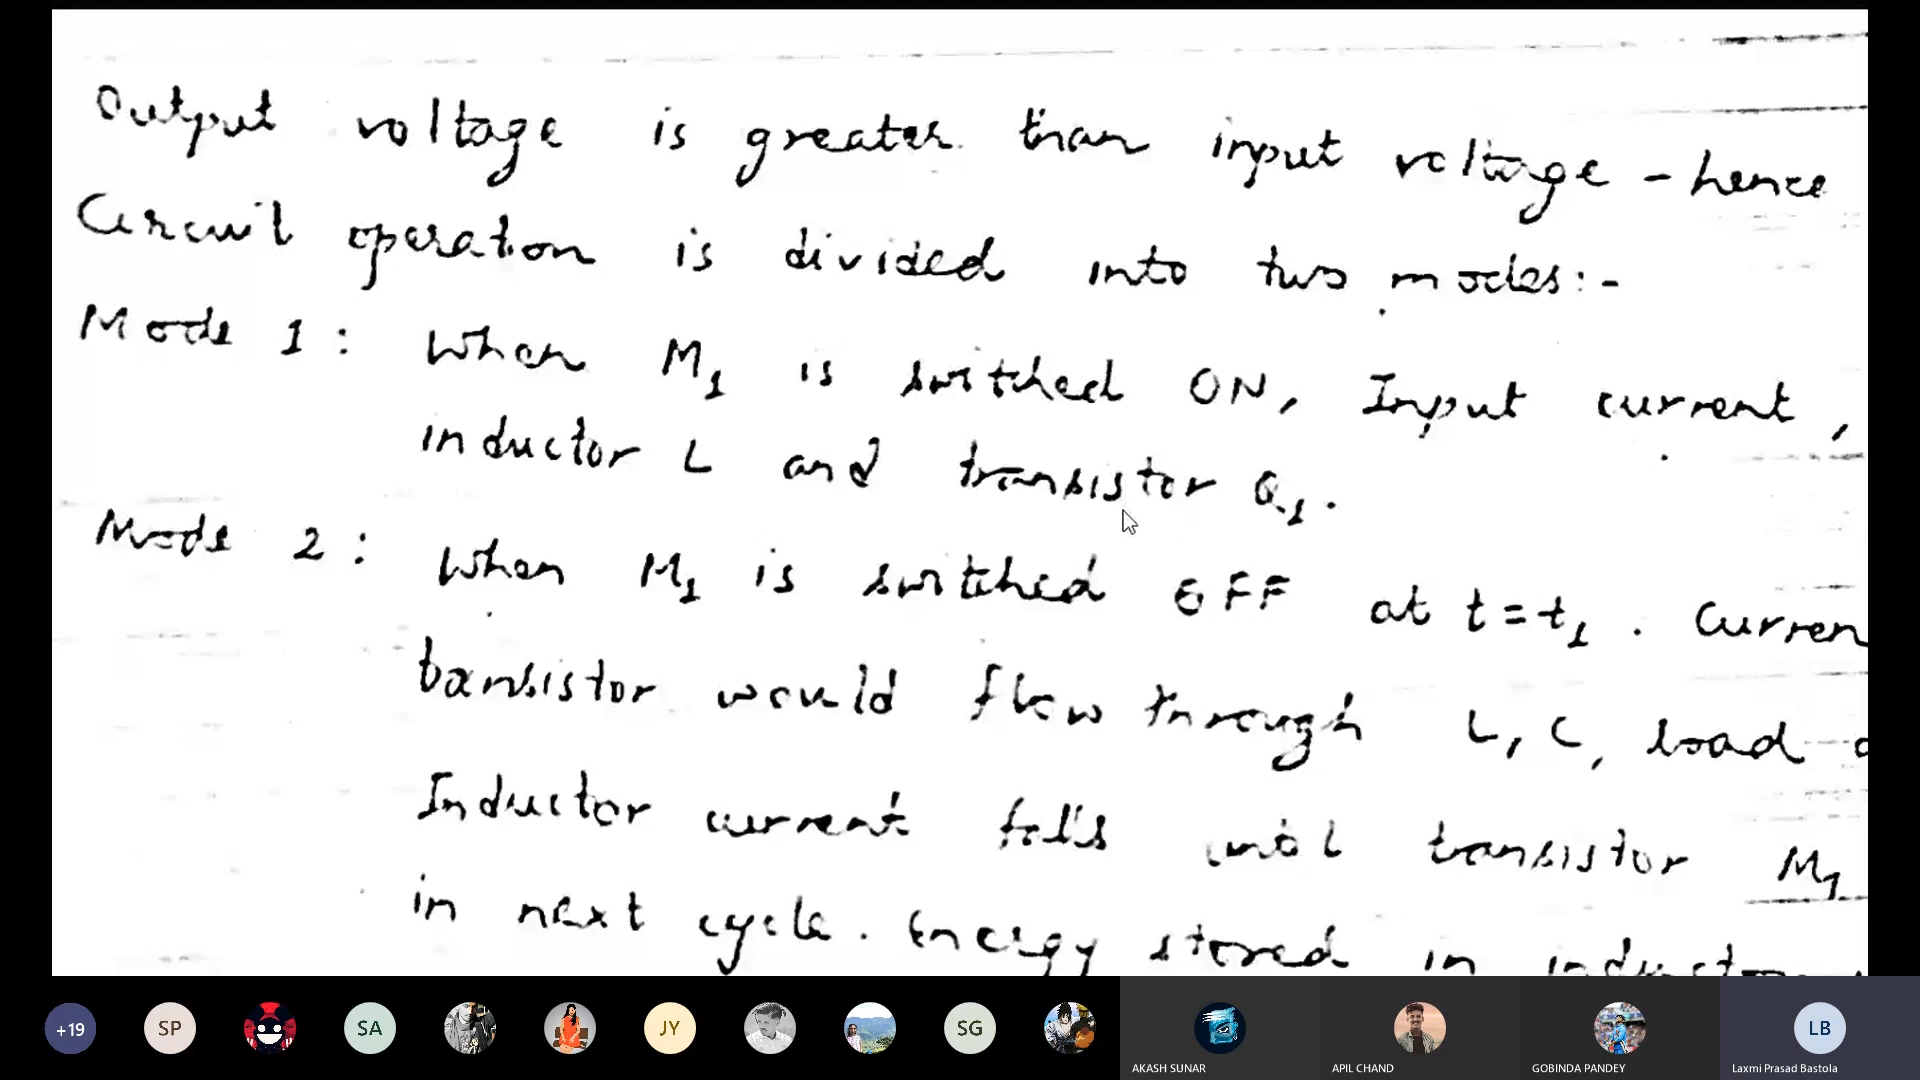 Output voltage is greater than input voltage - hence
Circuit operation is divided into two modes:-
Mode 1: When M1 is switched ON, Input current,
inductor L and transistor Q1.
Mode 2: When M1 is switched OFF at t=t1. Curren
transistor would flow through L, C, load
Inductor current falls until transistor M1
in next cycle. Energy stored in inductor
+19
SP
SA
JY
SG
LB
AKASH SUNAR
APIL CHAND
GOBINDA PANDEY
Laxmi Prasad Bastola